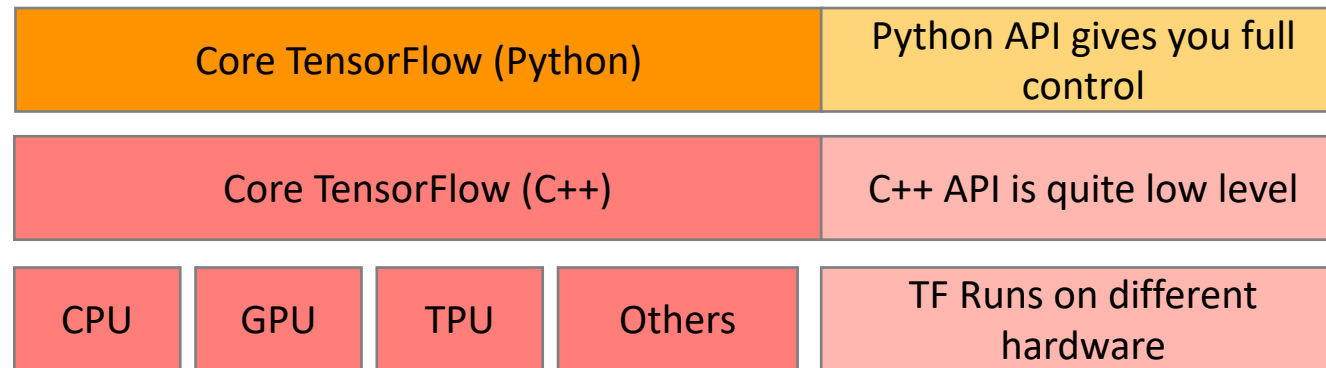 Core TensorFlow (Python)
Python API gives you full
control
Core TensorFlow (C++)
C++ API is quite low level
CPU
GPU
TPU
Others
TF Runs on different
hardware